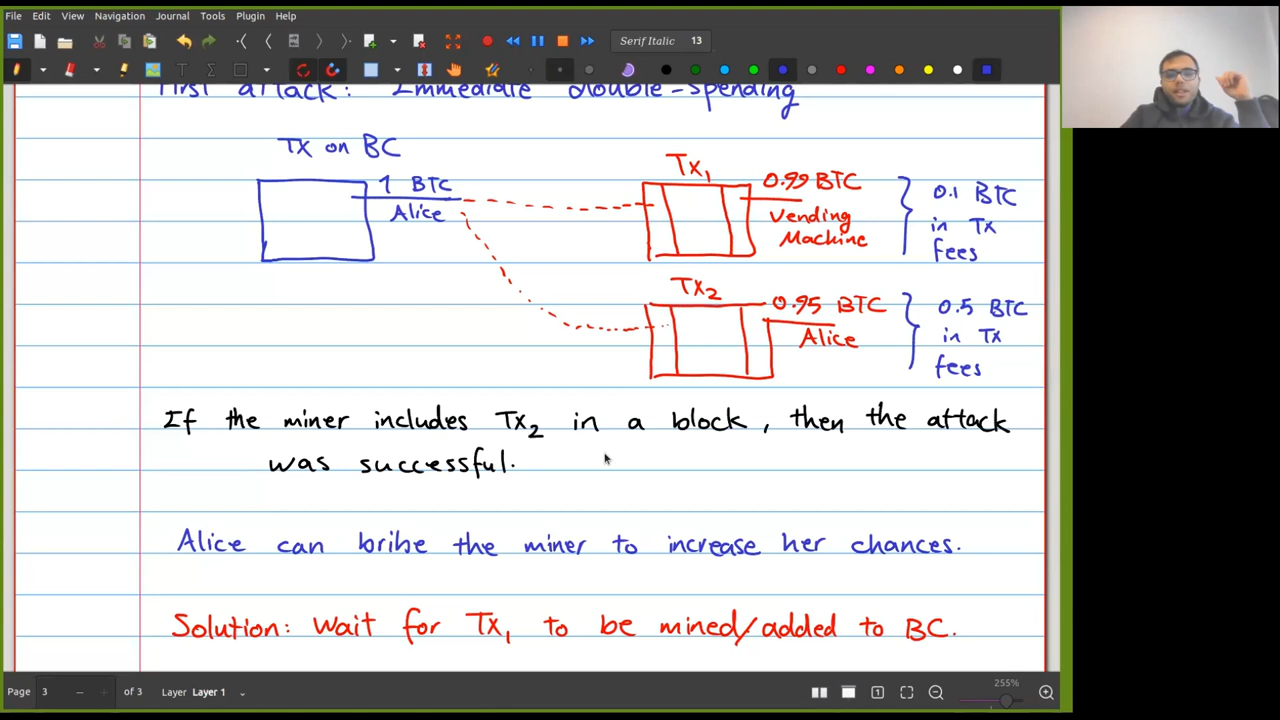 File Edit View Navigation Journal Tools Plugin Help
Serif Italic 13
First attack: Immediate double-spending
Tx on BC
1 BTC
Alice
Tx1
0.99 BTC
Vending
Machine
0.1 BTC
in Tx
fees
Tx2
0.95 BTC
Alice
0.5 BTC
in Tx
fees
If the miner includes Tx2 in a block, then the attack
was successful.
Alice can bribe the miner to increase her chances.
Solution: Wait for Tx1 to be mined/added to BC.
Page 3 of 3 Layer Layer 1
255%